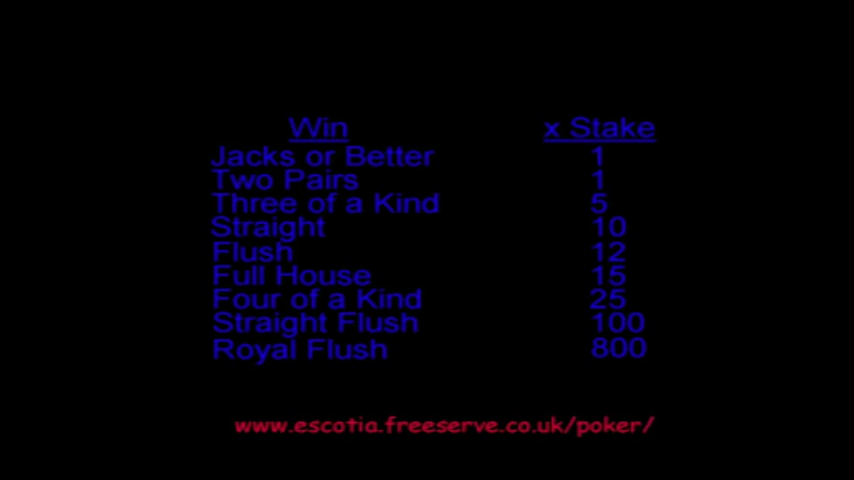 Win x Stake
Jacks or Better 1
Two Pairs 1
Three of a Kind 5
Straight 10
Flush 12
Full House 15
Four of a Kind 25
Straight Flush 100
Royal Flush 800
www.escotia.freeserve.co.uk/poker/